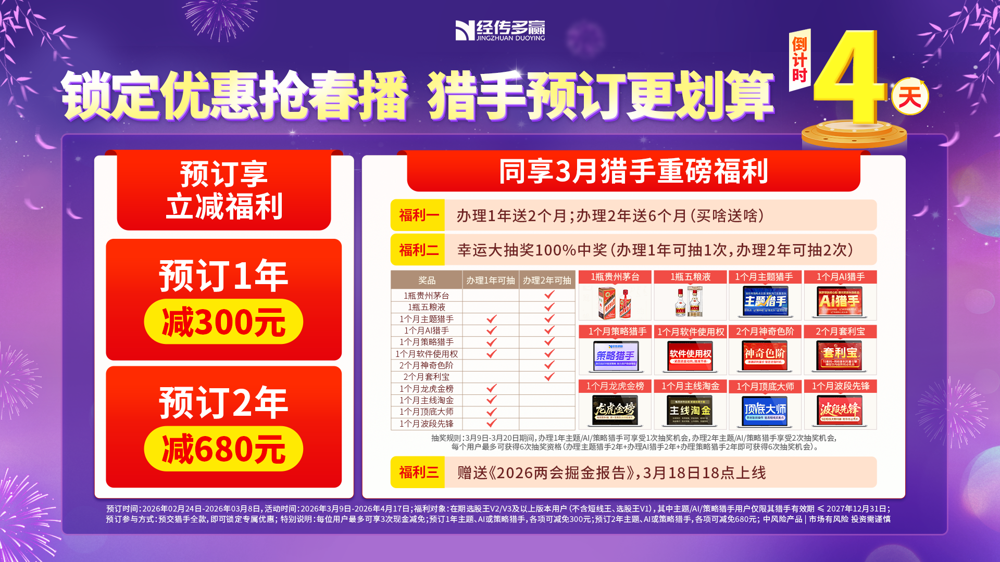 经传多赢
JINGZHUAN DUOYING
锁定优惠抢春播 猎手预订更划算
倒计时
4
天
预订享
立减福利
预订1年
减300元
预订2年
减680元
同享3月猎手重磅福利
福利一
办理1年送2个月；办理2年送6个月（买啥送啥）
福利二
幸运大抽奖100%中奖（办理1年可抽1次，办理2年可抽2次）
奖品 办理1年可抽 办理2年可抽
1瓶贵州茅台 ✓
1瓶五粮液 ✓
1个月主题猎手 ✓ ✓
1个月AI猎手 ✓ ✓
1个月策略猎手 ✓ ✓
1个月软件使用权 ✓ ✓
2个月神奇色阶 ✓
2个月套利宝 ✓
1个月龙虎金榜 ✓
1个月主线淘金 ✓
1个月顶底大师 ✓
1个月波段先锋 ✓
1瓶贵州茅台 1瓶五粮液 1个月主题猎手 1个月AI猎手
主题猎手
Ai猎手
1个月策略猎手 1个月软件使用权 2个月神奇色阶 2个月套利宝
经传多赢
策略猎手
软件使用权
神奇色阶
套利宝
1个月龙虎金榜 1个月主线淘金 1个月顶底大师 1个月波段先锋
龙虎金榜
主线淘金
顶底大师
波段先锋
抽奖规则：3月9日-3月20日期间，办理1年主题/AI/策略猎手可享受1次抽奖机会，办理2年主题/AI/策略猎手享受2次抽奖机会，
每个用户最多可获得6次抽奖资格（办理主题猎手2年+办理AI猎手2年+办理策略猎手2年即可获得6次抽奖机会）。
福利三
赠送《2026两会掘金报告》，3月18日18点上线
预订时间：2026年02月24日-2026年03月8日，活动时间：2026年3月9日-2026年4月17日；福利对象：在期选股王V2/V3及以上版本用户（不含短线王、选股王V1），其中主题/AI/策略猎手用户仅限其猎手有效期 ≤ 2027年12月31日；
预订参与方式：预交猎手全款，即可锁定专属优惠； 特别说明：每位用户最多可享3次现金减免；预订1年主题、AI或策略猎手，各项可减免300元；预订2年主题、AI或策略猎手，各项可减免680元； 中风险产品 | 市场有风险 投资需谨慎